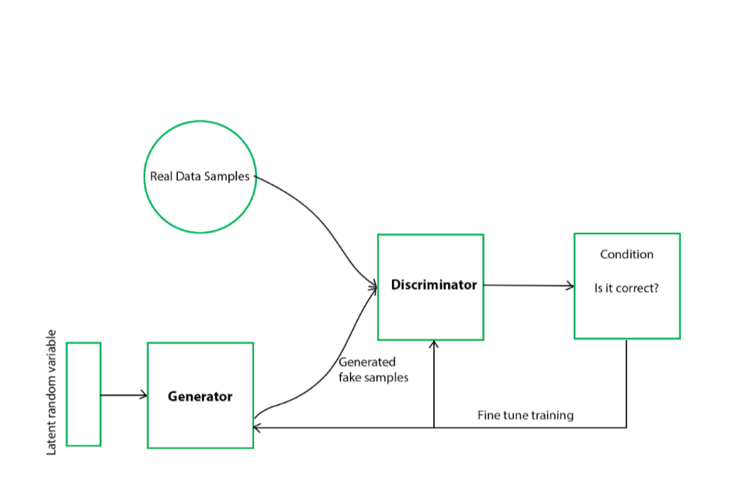 Real Data Samples
Discriminator
Condition
Is it correct?
Generated
fake samples
Latent random variable
Generator
Fine tune training